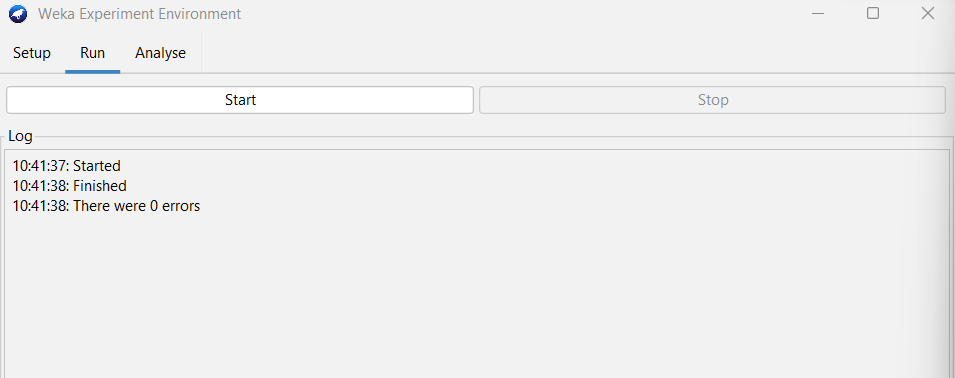 Weka Experiment Environment
Setup Run Analyse
Start Stop
Log
10:41:37: Started
10:41:38: Finished
10:41:38: There were 0 errors